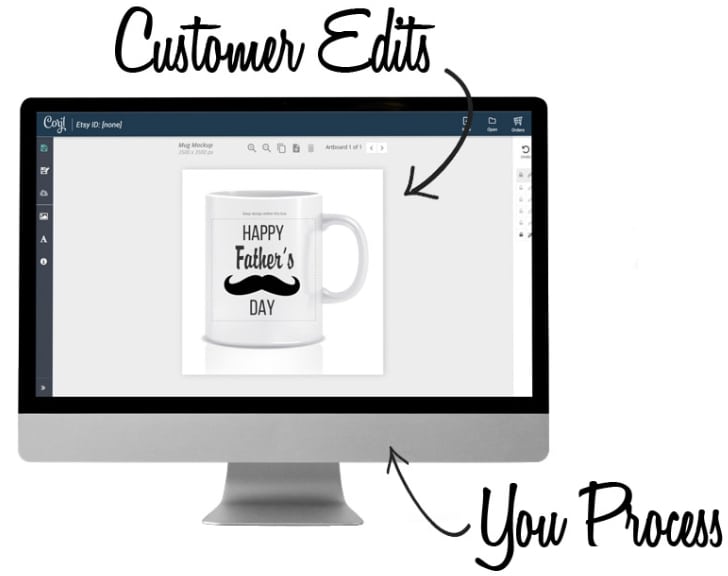 Customer Edits
Corjl
Etsy ID: [none]
Open
Orders
Mug Mockup
2500 x 2500 px
Artboard 1 of 1
Undo
Keep design within this box
HAPPY
Father's
DAY
You Process